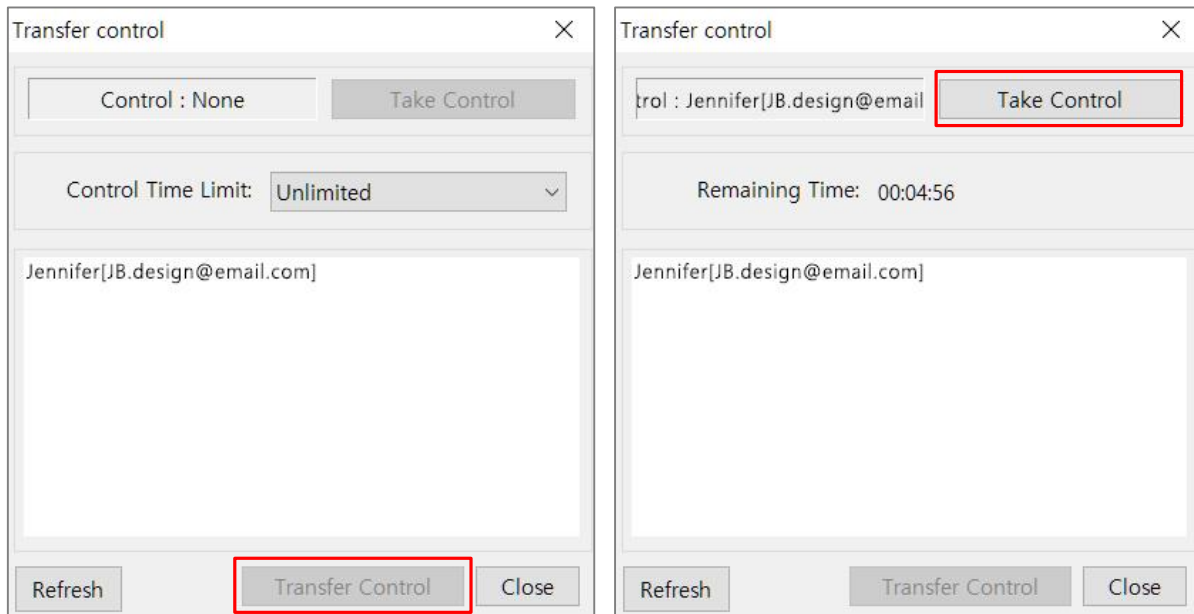 Transfer control
Control : None
Take Control
Control Time Limit:
Unlimited
Jennifer[JB.design@email.com]
Refresh
Transfer Control
Close
Transfer control
trol : Jennifer[JB.design@email
Take Control
Remaining Time: 00:04:56
Jennifer[JB.design@email.com]
Refresh
Transfer Control
Close